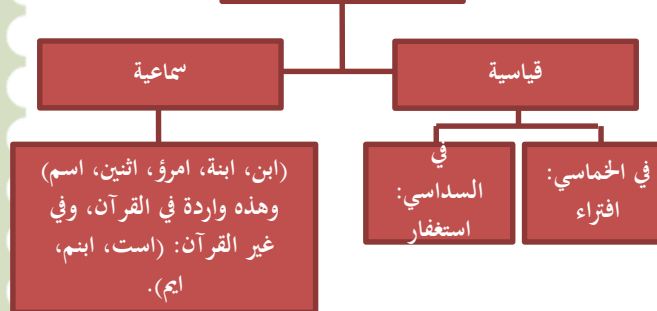 قياسية
سماعية
في الخماسي:
افتراء
في
السداسي:
استغفار
(ابن، ابنة، امرؤ، اثنين، اسم)
وهذه واردة في القرآن، وفي
غير القرآن: (است، ابنم،
ايم).